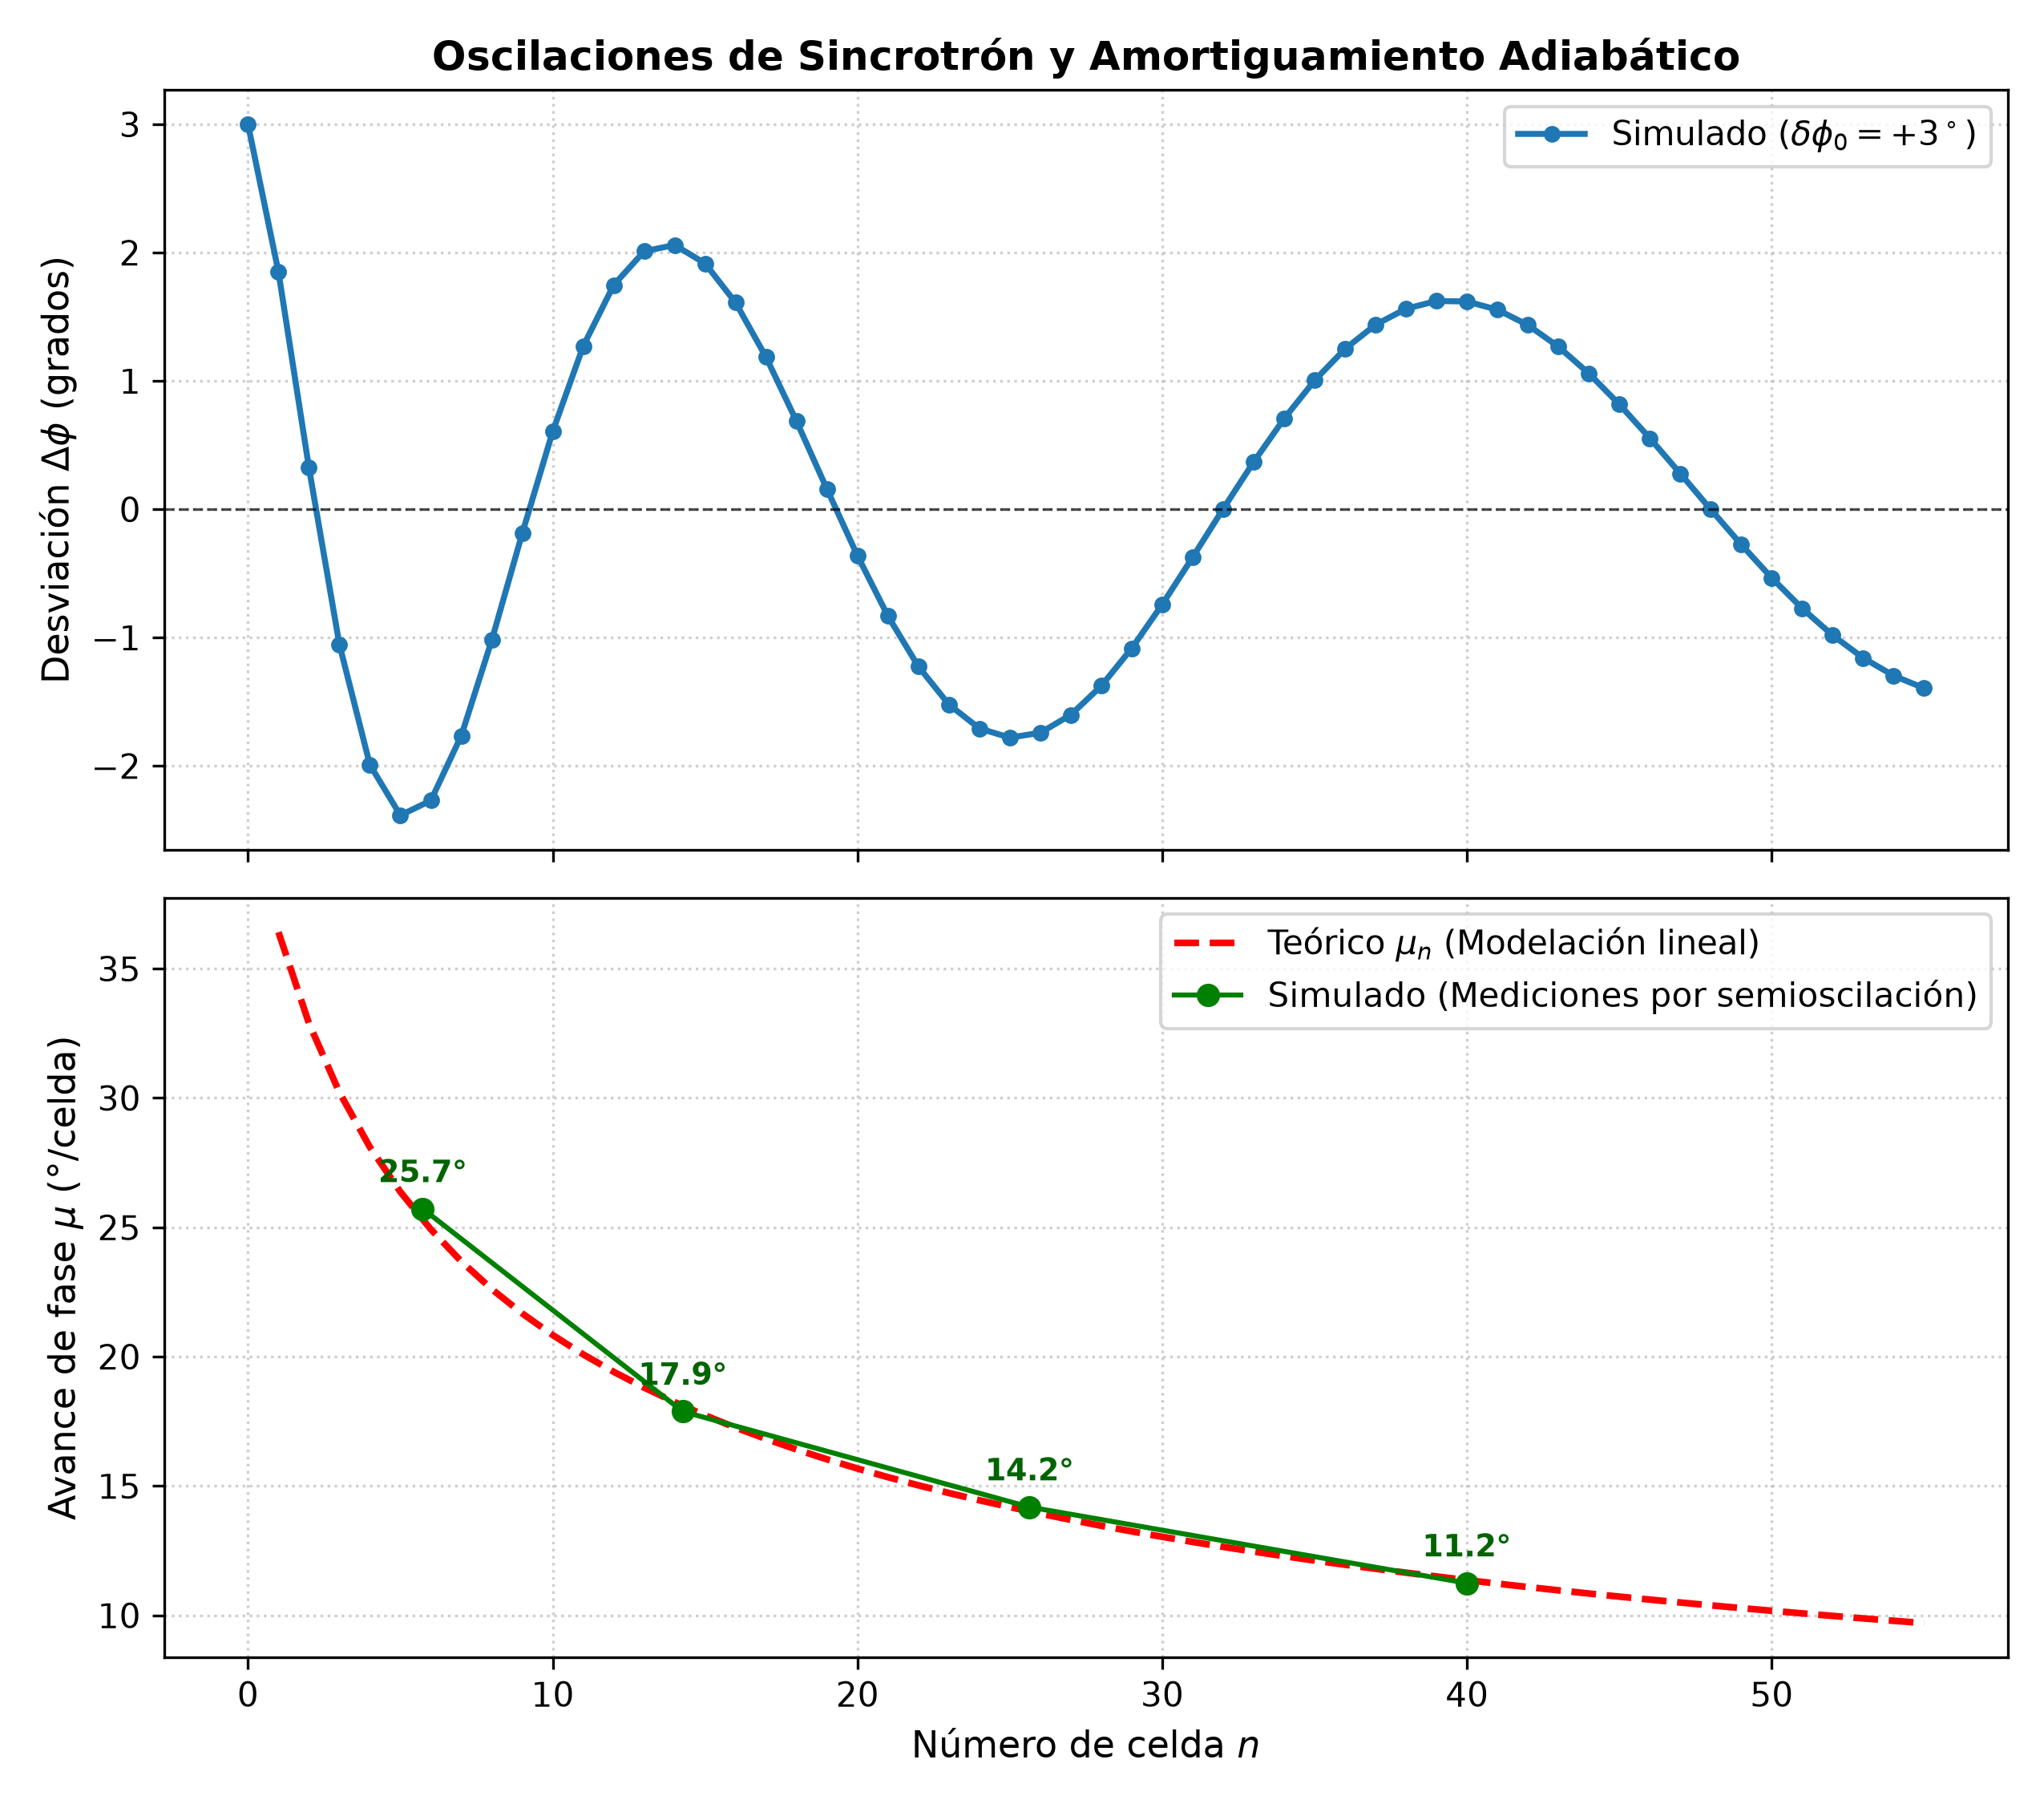 Oscilaciones de Sincrotrón y Amortiguamiento Adiabático
Simulado (δϕ₀ = +3°)
Desviación Δϕ (grados)
3
2
1
0
−1
−2
Teórico μₙ (Modelación lineal)
Simulado (Mediciones por semioscilación)
Avance de fase μ (°/celda)
35
30
25
20
15
10
25.7°
17.9°
14.2°
11.2°
0 10 20 30 40 50
Número de celda n